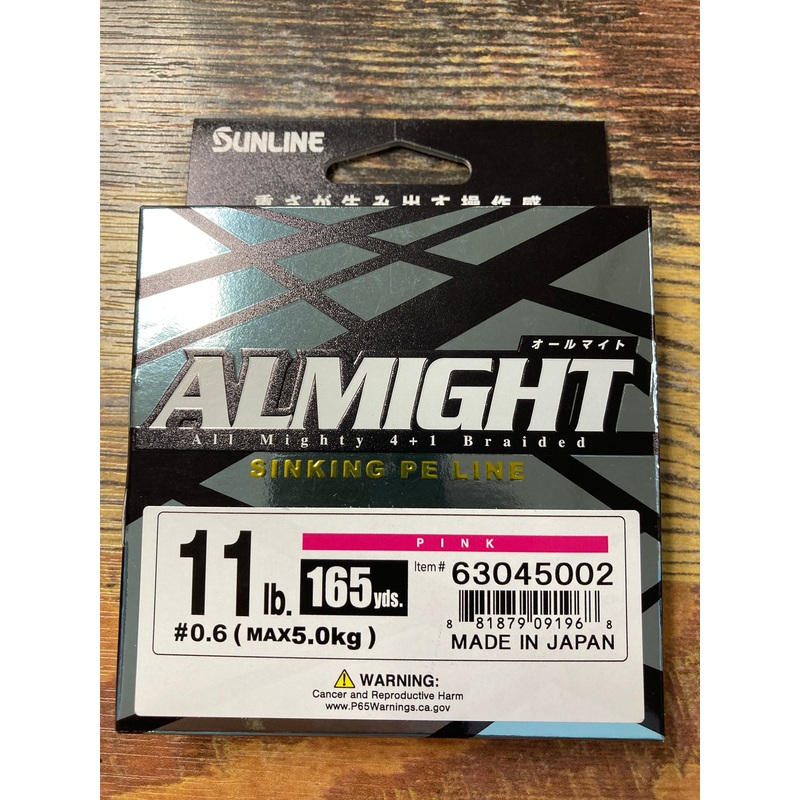 SUNLINE
重さが生み出す操作感
オールマイト
ALMIGHT
All Mighty 4+1 Braided
SINKING PE LINE
PINK
11 lb. 165 yds.
#0.6 (MAX5.0kg)
Item# 63045002
8 81879 09196 8
MADE IN JAPAN
WARNING:
Cancer and Reproductive Harm
www.P65Warnings.ca.gov